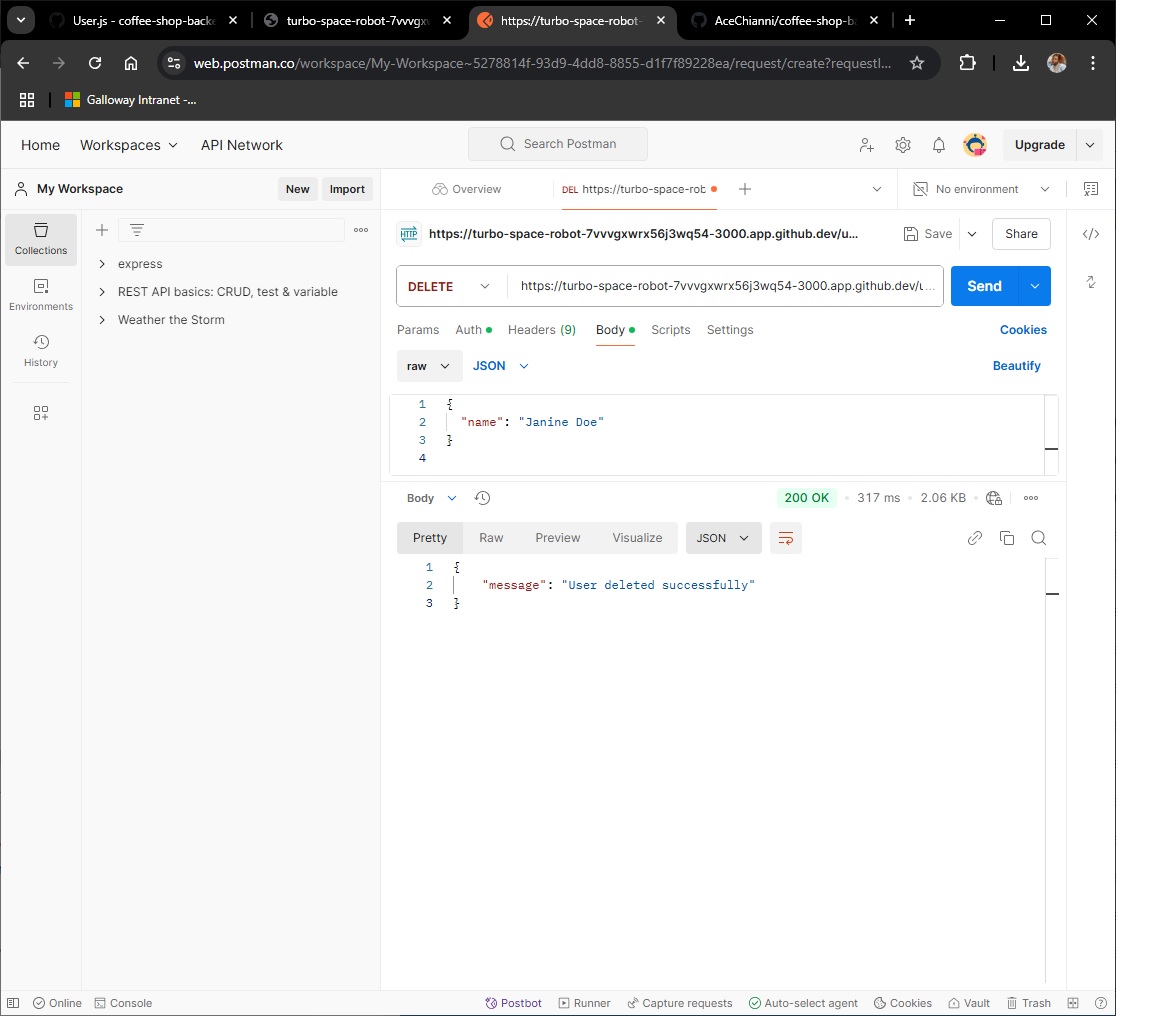 User.js - coffee-shop-backe
turbo-space-robot-7vvvgxv
https://turbo-space-robot-
AceChianni/coffee-shop-b
web.postman.co/workspace/My-Workspace~5278814f-93d9-4dd8-8855-d1f7f89228ea/request/create?requestI...
Galloway Intranet -...
Home
Workspaces
API Network
Search Postman
Upgrade
My Workspace
New
Import
Overview
DEL https://turbo-space-rob
No environment
Collections
Environments
History
express
REST API basics: CRUD, test & variable
Weather the Storm
HTTP
https://turbo-space-robot-7vvvgxwrx56j3wq54-3000.app.github.dev/u...
Save
Share
DELETE
https://turbo-space-robot-7vvvgxwrx56j3wq54-3000.app.github.dev/u...
Send
Params
Auth
Headers (9)
Body
Scripts
Settings
Cookies
raw
JSON
Beautify
1 {
2 "name": "Janine Doe"
3 }
4
Body
200 OK
317 ms
2.06 KB
Pretty
Raw
Preview
Visualize
JSON
1 {
2 "message": "User deleted successfully"
3 }
Online
Console
Postbot
Runner
Capture requests
Auto-select agent
Cookies
Vault
Trash